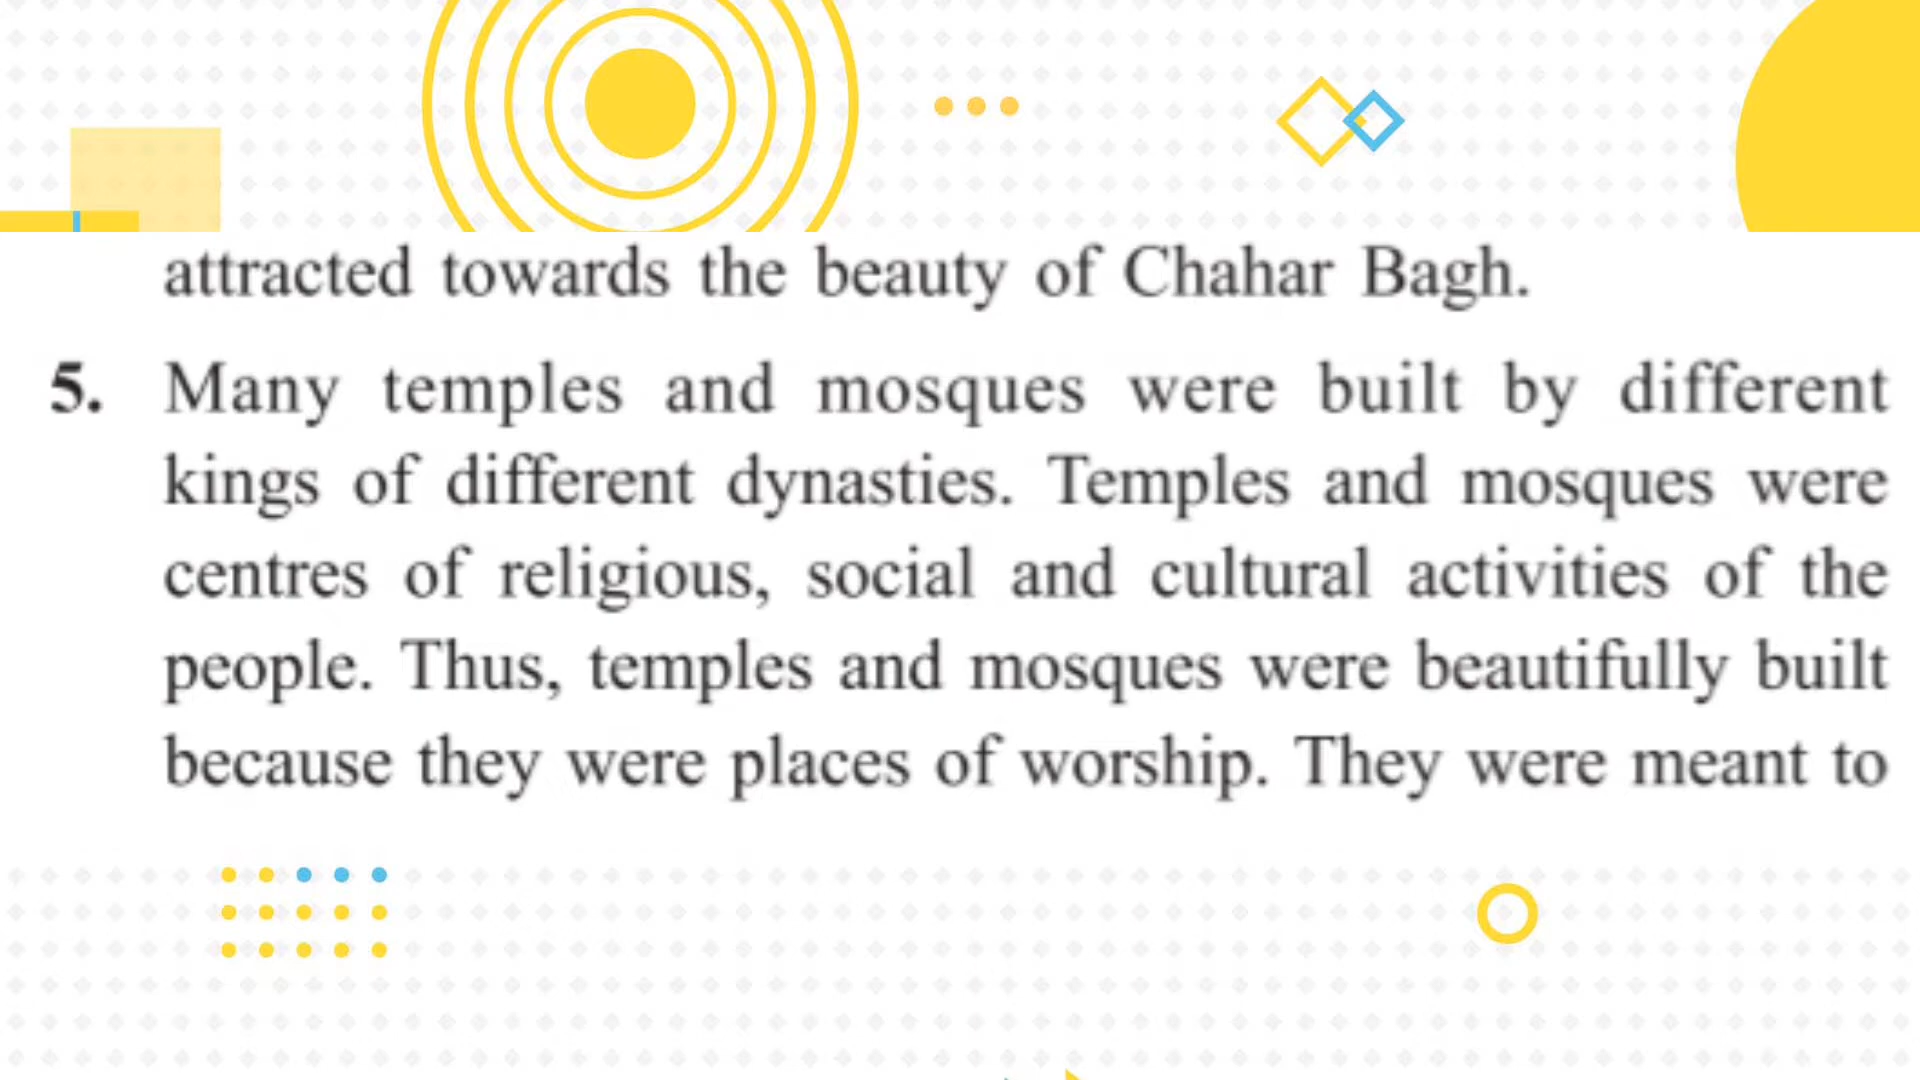 attracted towards the beauty of Chahar Bagh.
5. Many temples and mosques were built by different
kings of different dynasties. Temples and mosques were
centres of religious, social and cultural activities of the
people. Thus, temples and mosques were beautifully built
because they were places of worship. They were meant to